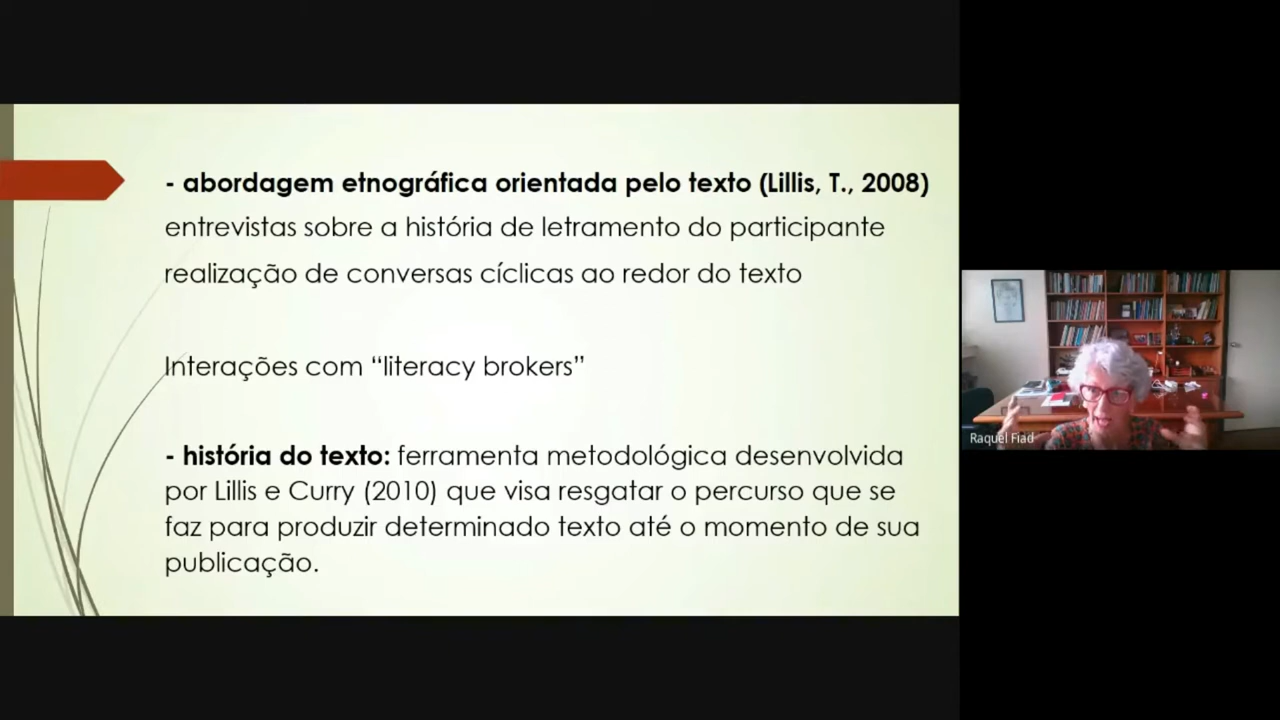 - abordagem etnográfica orientada pelo texto (Lillis, T., 2008)
entrevistas sobre a história de letramento do participante
realização de conversas cíclicas ao redor do texto
Interações com “literacy brokers”
- história do texto: ferramenta metodológica desenvolvida
por Lillis e Curry (2010) que visa resgatar o percurso que se
faz para produzir determinado texto até o momento de sua
publicação.
Raquel Fiad